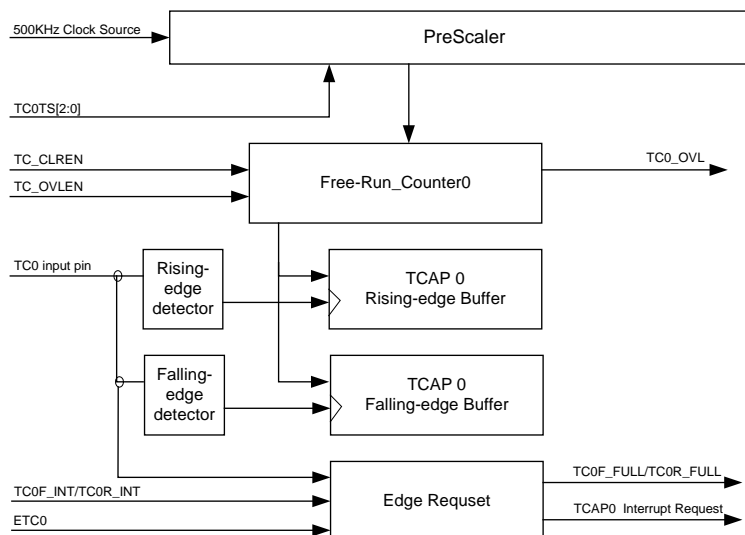 500KHz Clock Source
PreScaler
TC0TS[2:0]
TC_CLREN
TC_OVLEN
Free-Run_Counter0
TC0_OVL
TC0 input pin
Rising-
edge
detector
TCAP 0
Rising-edge Buffer
Falling-
edge
detector
TCAP 0
Falling-edge Buffer
TC0F_INT/TC0R_INT
ETC0
Edge Requset
TC0F_FULL/TC0R_FULL
TCAP0 Interrupt Request